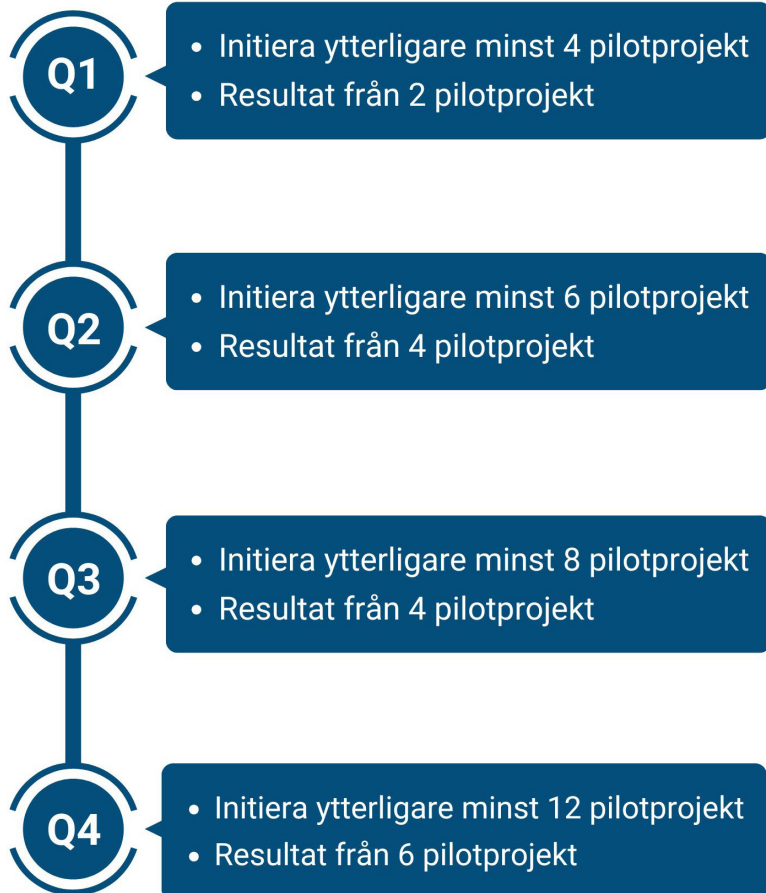 Q1
• Initiera ytterligare minst 4 pilotprojekt
• Resultat från 2 pilotprojekt
Q2
• Initiera ytterligare minst 6 pilotprojekt
• Resultat från 4 pilotprojekt
Q3
• Initiera ytterligare minst 8 pilotprojekt
• Resultat från 4 pilotprojekt
Q4
• Initiera ytterligare minst 12 pilotprojekt
• Resultat från 6 pilotprojekt